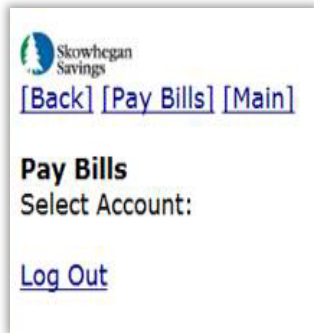 Skowhegan
Savings
[Back] [Pay Bills] [Main]
Pay Bills
Select Account:
Log Out